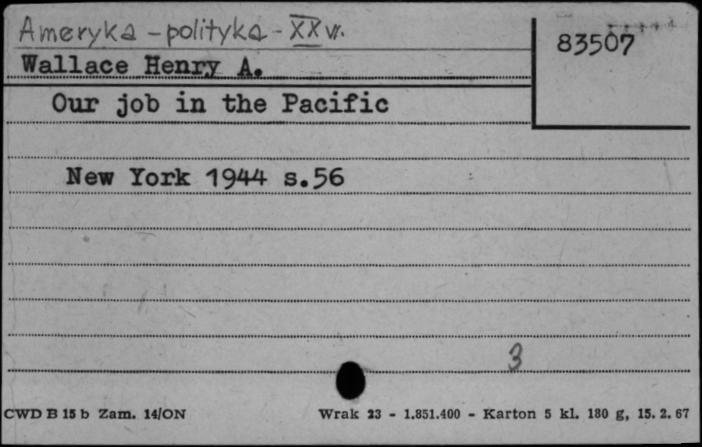 Ameryka - polityka - XX w.
83507
Wallace Henry A.
Our job in the Pacific
New York 1944 s.56
3
CWD B 15 b Zam. 14/ON Wrak 23 - 1.851.400 - Karton 5 kl. 180 g, 15. 2. 67